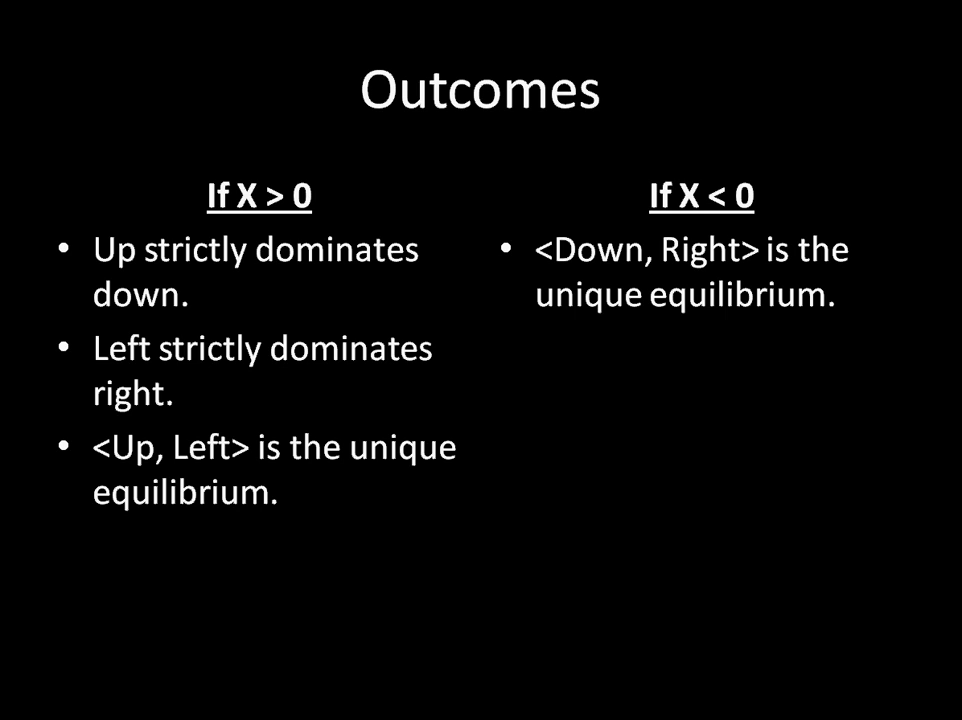 Outcomes
If X > 0
• Up strictly dominates
down.
• Left strictly dominates
right.
• <Up, Left> is the unique
equilibrium.
If X < 0
• <Down, Right> is the
unique equilibrium.